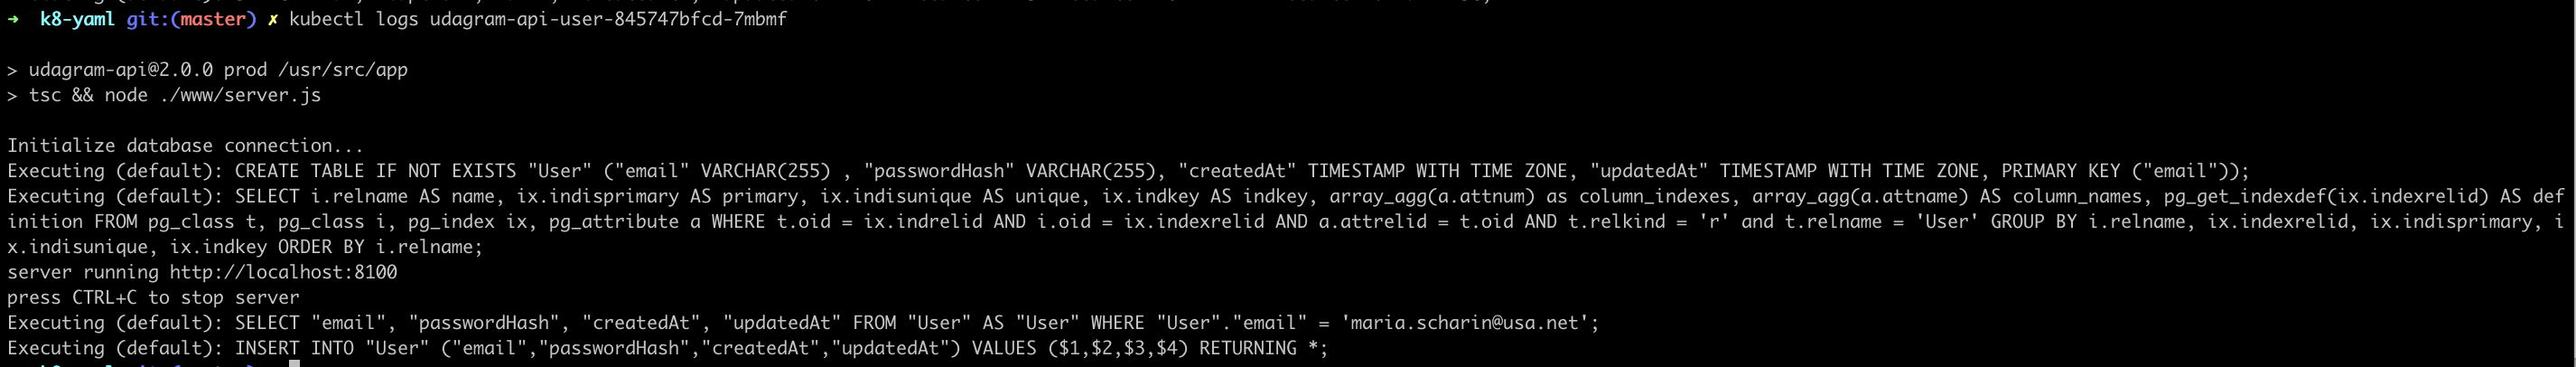 ➜  k8-yaml git:(master) ✗ kubectl logs udagram-api-user-845747bfcd-7mbmf
> udagram-api@2.0.0 prod /usr/src/app
> tsc && node ./www/server.js
Initialize database connection...
Executing (default): CREATE TABLE IF NOT EXISTS "User" ("email" VARCHAR(255) , "passwordHash" VARCHAR(255), "createdAt" TIMESTAMP WITH TIME ZONE, "updatedAt" TIMESTAMP WITH TIME ZONE, PRIMARY KEY ("email"));
Executing (default): SELECT i.relname AS name, ix.indisprimary AS primary, ix.indisunique AS unique, ix.indkey AS indkey, array_agg(a.attnum) as column_indexes, array_agg(a.attname) AS column_names, pg_get_indexdef(ix.indexrelid) AS def
inition FROM pg_class t, pg_class i, pg_index ix, pg_attribute a WHERE t.oid = ix.indrelid AND i.oid = ix.indexrelid AND a.attrelid = t.oid AND t.relkind = 'r' and t.relname = 'User' GROUP BY i.relname, ix.indexrelid, ix.indisprimary, i
x.indisunique, ix.indkey ORDER BY i.relname;
server running http://localhost:8100
press CTRL+C to stop server
Executing (default): SELECT "email", "passwordHash", "createdAt", "updatedAt" FROM "User" AS "User" WHERE "User"."email" = 'maria.scharin@usa.net';
Executing (default): INSERT INTO "User" ("email","passwordHash","createdAt","updatedAt") VALUES ($1,$2,$3,$4) RETURNING *;